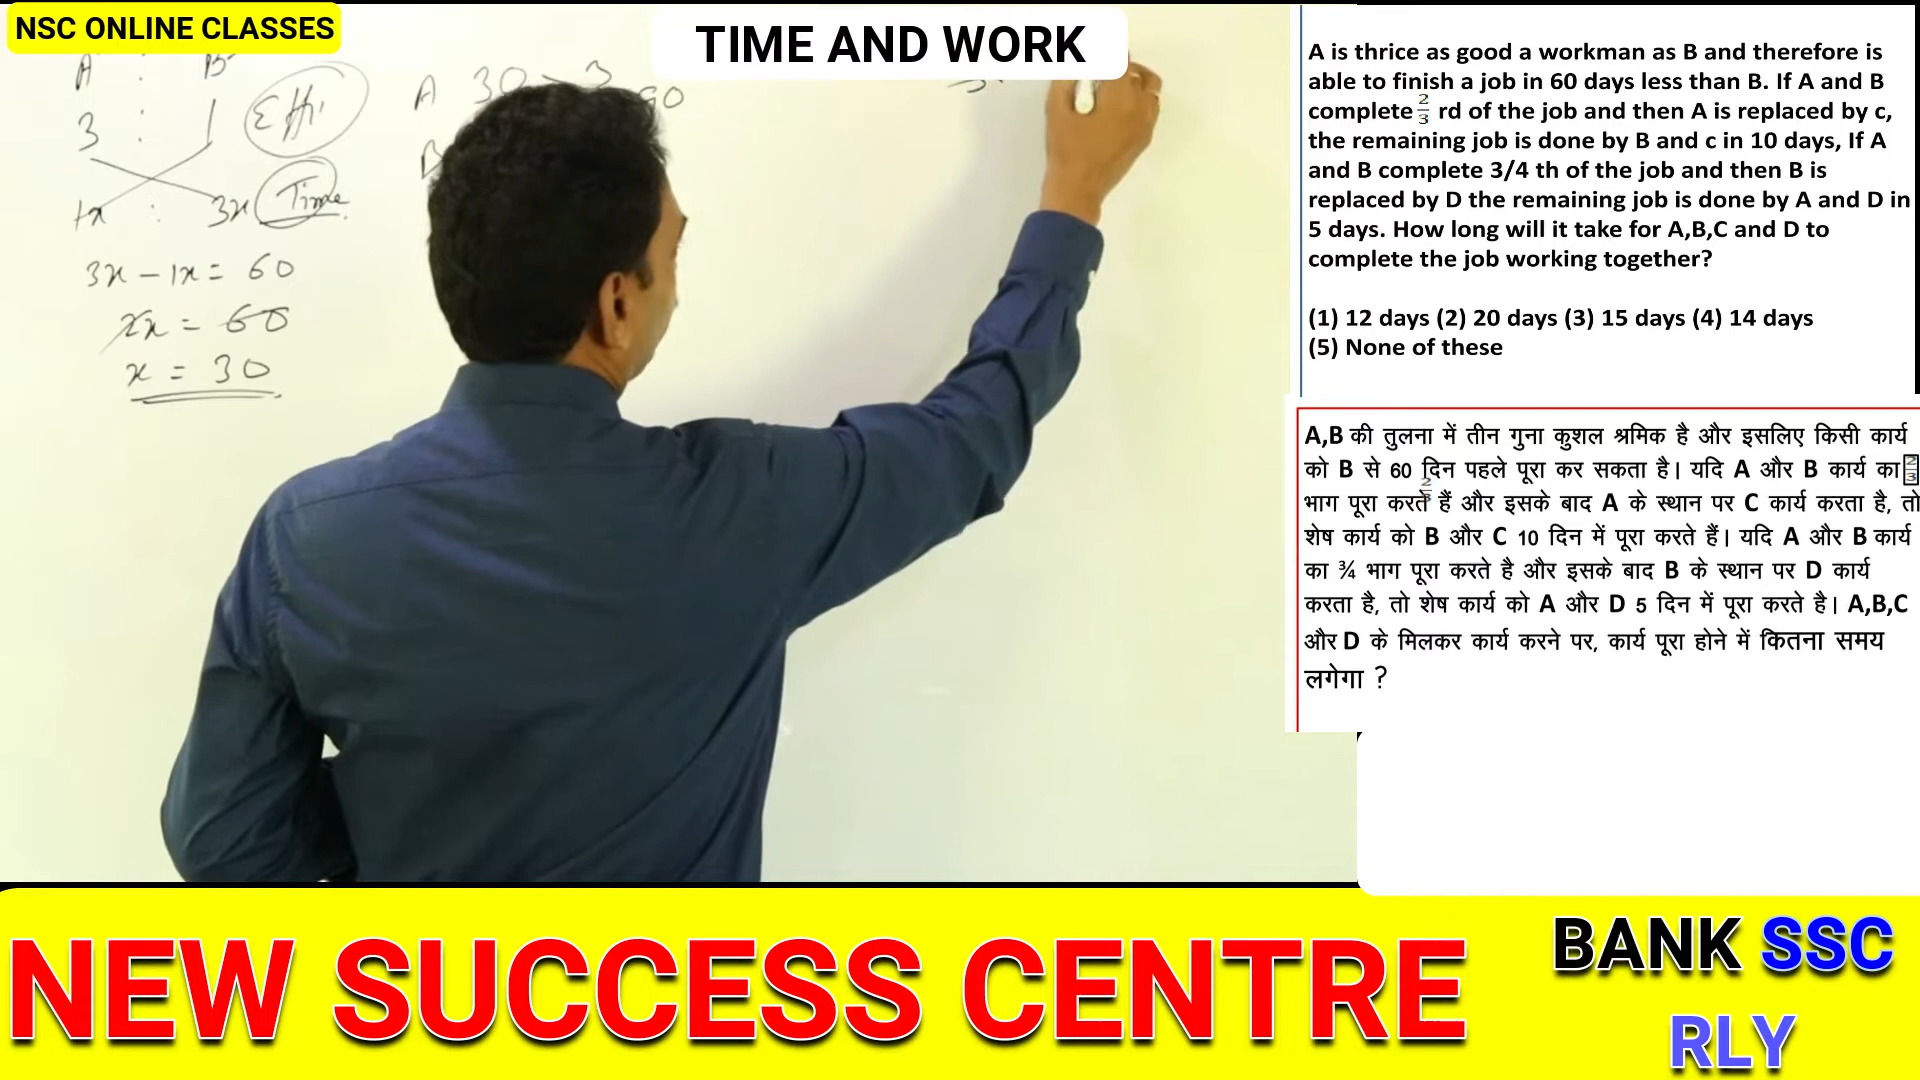 NSC ONLINE CLASSES
TIME AND WORK
A : B
3 : 1 Effi
1x : 3x Time
3x – 1x = 60
2x = 60
x = 30
A 30 – 3
90
B
A is thrice as good a workman as B and therefore is
able to finish a job in 60 days less than B. If A and B
complete 2/3 rd of the job and then A is replaced by c,
the remaining job is done by B and c in 10 days, If A
and B complete 3/4 th of the job and then B is
replaced by D the remaining job is done by A and D in
5 days. How long will it take for A,B,C and D to
complete the job working together?
(1) 12 days (2) 20 days (3) 15 days (4) 14 days
(5) None of these
A,B की तुलना में तीन गुना कुशल श्रमिक है और इसलिए किसी कार्य
को B से 60 दिन पहले पूरा कर सकता है। यदि A और B कार्य का 2/3
भाग पूरा करते हैं और इसके बाद A के स्थान पर C कार्य करता है, तो
शेष कार्य को B और C 10 दिन में पूरा करते हैं। यदि A और B कार्य
का ¾ भाग पूरा करते है और इसके बाद B के स्थान पर D कार्य
करता है, तो शेष कार्य को A और D 5 दिन में पूरा करते है। A,B,C
और D के मिलकर कार्य करने पर, कार्य पूरा होने में कितना समय
लगेगा ?
NEW SUCCESS CENTRE
BANK SSC
RLY